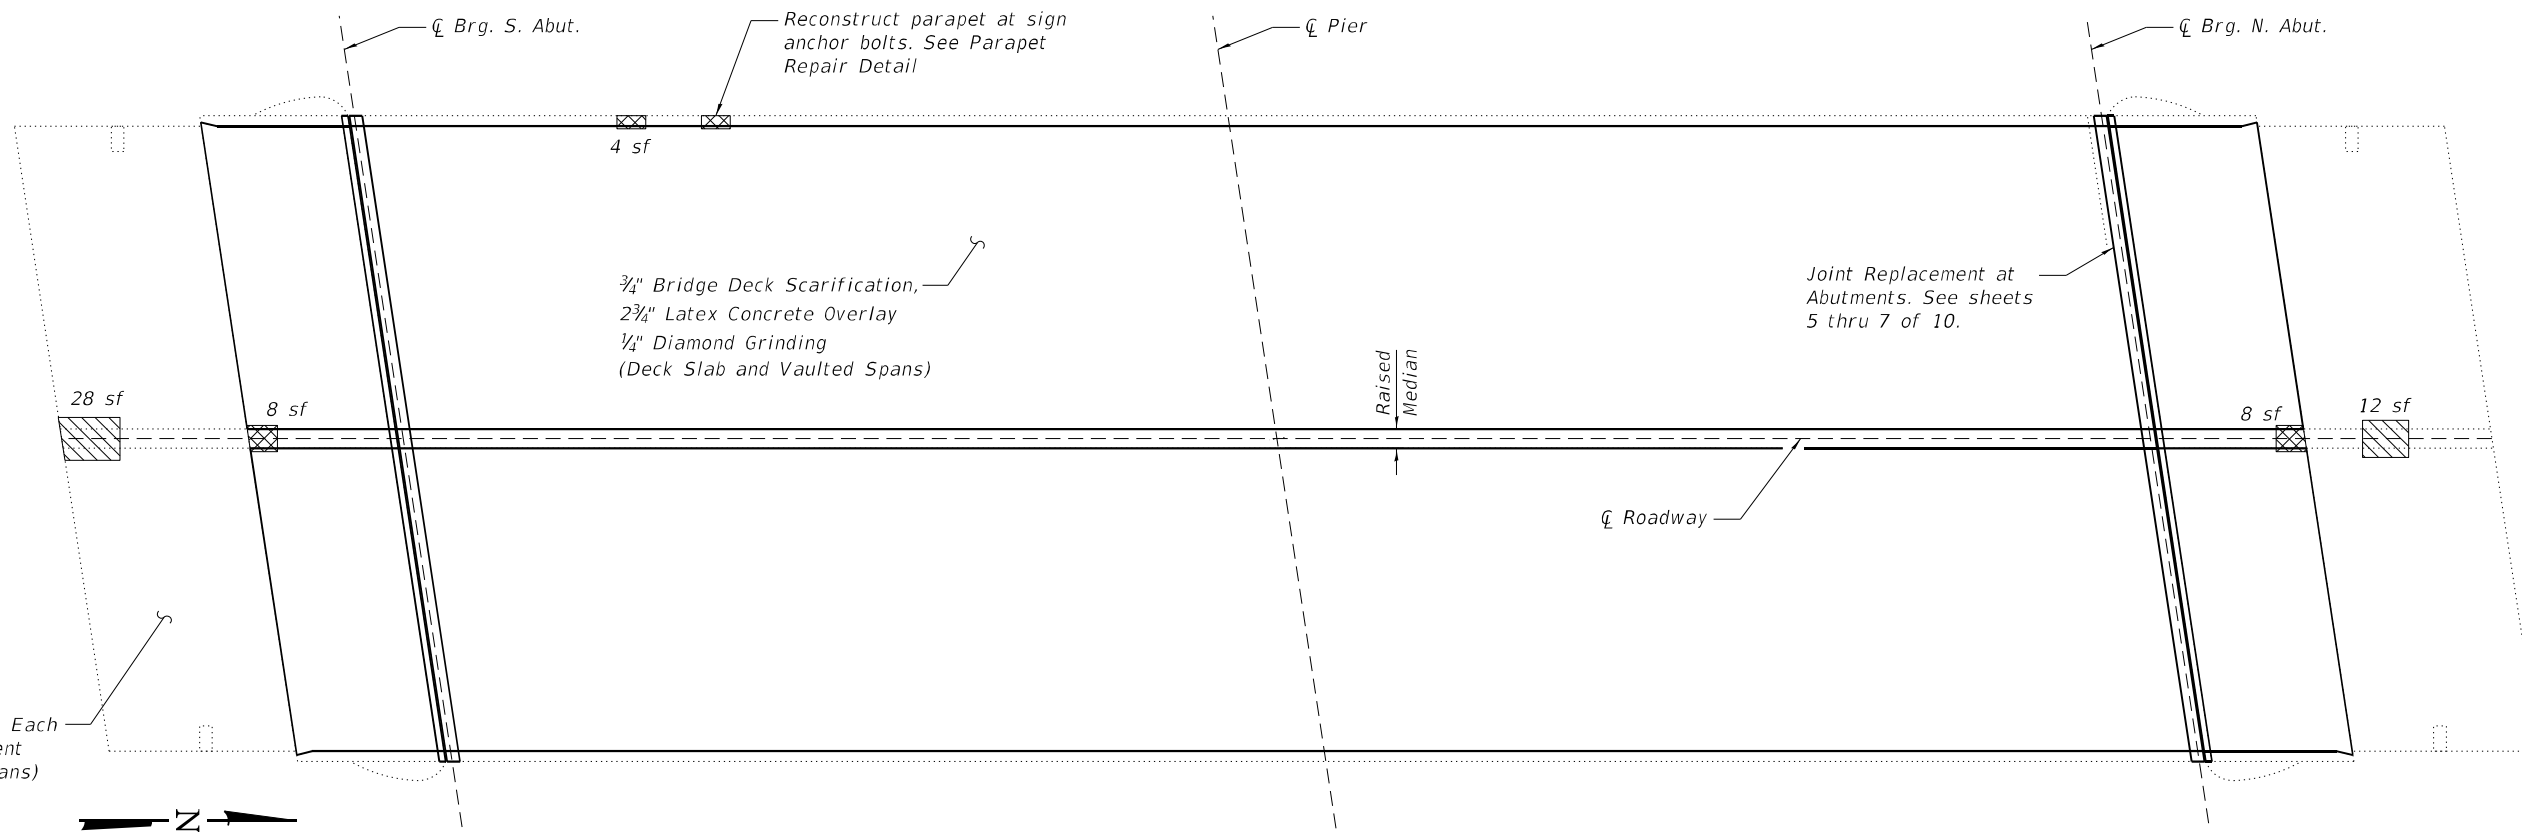 ℄ Brg. S. Abut.
Reconstruct parapet at sign
anchor bolts. See Parapet
Repair Detail
℄ Pier
℄ Brg. N. Abut.
4 sf
¾" Bridge Deck Scarification,
2¾" Latex Concrete Overlay
¼" Diamond Grinding
(Deck Slab and Vaulted Spans)
Joint Replacement at
Abutments. See sheets
5 thru 7 of 10.
Raised
Median
28 sf
8 sf
8 sf
12 sf
℄ Roadway
Each
ent
ans)
N